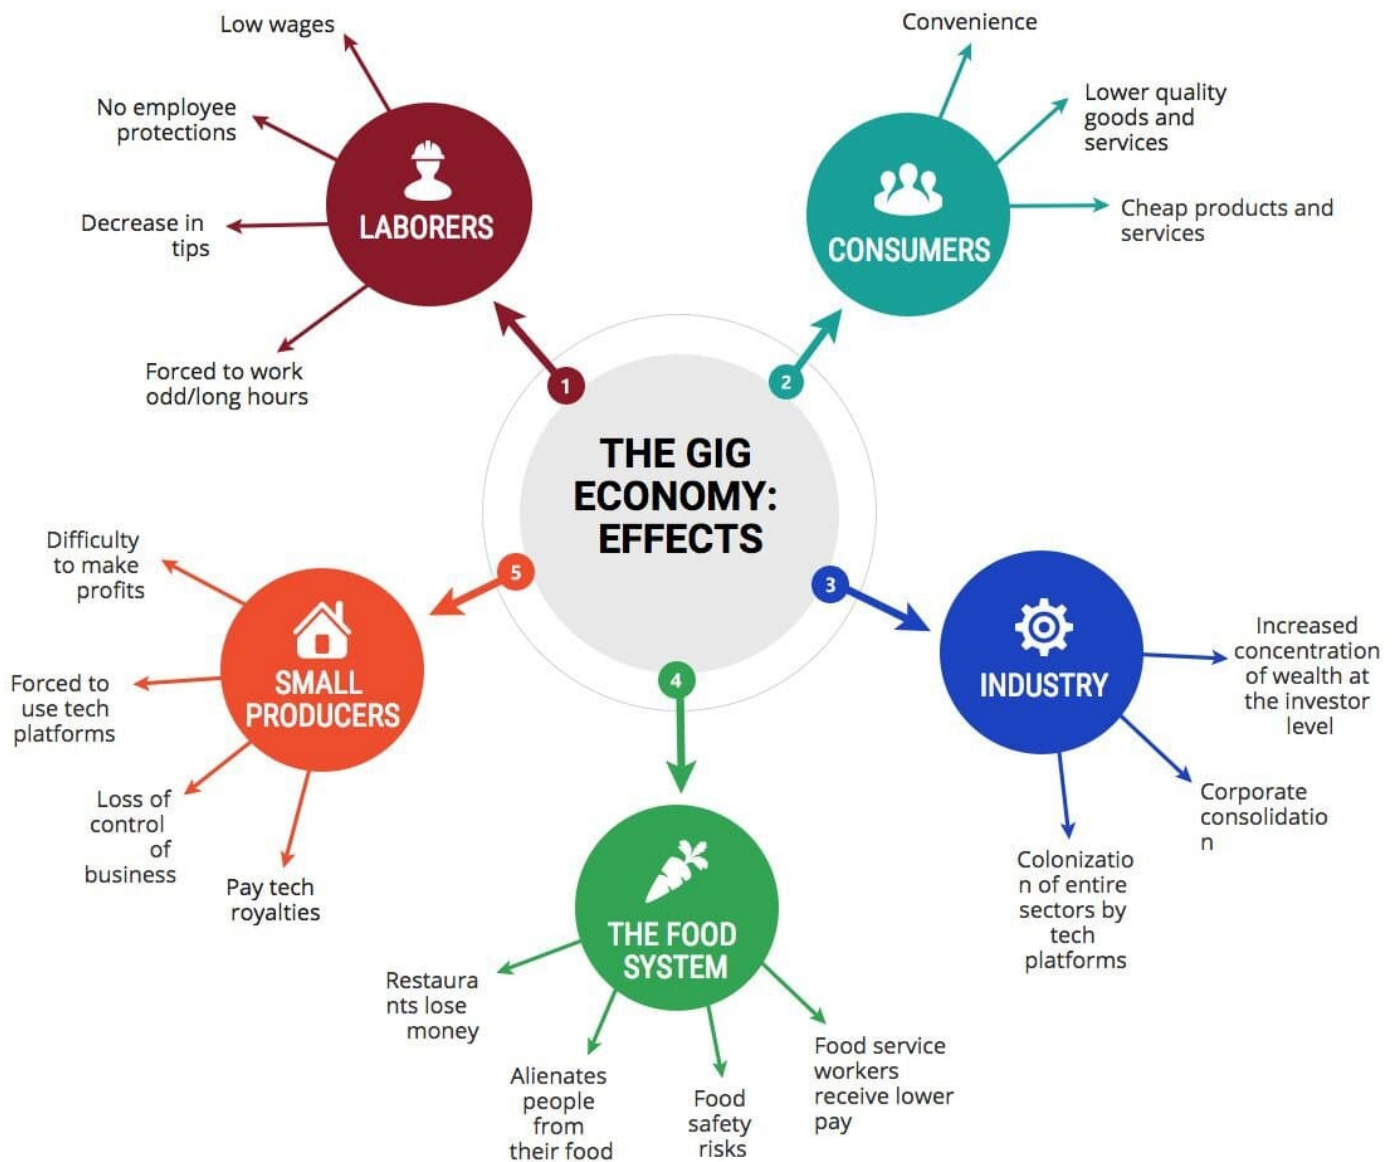 THE GIG
ECONOMY:
EFFECTS
1
LABORERS
Low wages
No employee
protections
Decrease in
tips
Forced to work
odd/long hours
2
CONSUMERS
Convenience
Lower quality
goods and
services
Cheap products and
services
3
INDUSTRY
Increased
concentration
of wealth at
the investor
level
Corporate
consolidatio
n
Colonizatio
n of entire
sectors by
tech
platforms
4
THE FOOD
SYSTEM
Food service
workers
receive lower
pay
Food
safety
risks
Alienates
people
from
their food
Restaura
nts lose
money
5
SMALL
PRODUCERS
Difficulty
to make
profits
Forced to
use tech
platforms
Loss of
control
of
business
Pay tech
royalties